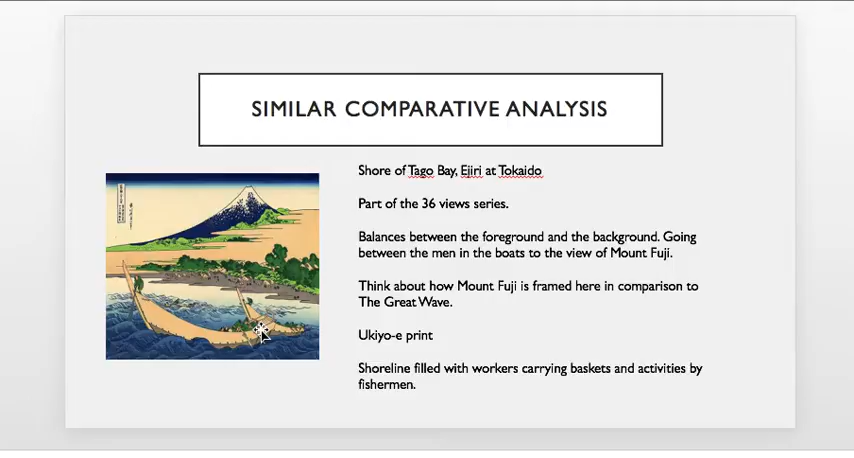 SIMILAR COMPARATIVE ANALYSIS
Shore of Tago Bay, Ejiri at Tokaido
Part of the 36 views series.
Balances between the foreground and the background. Going
between the men in the boats to the view of Mount Fuji.
Think about how Mount Fuji is framed here in comparison to
The Great Wave.
Ukiyo-e print
Shoreline filled with workers carrying baskets and activities by
fishermen.